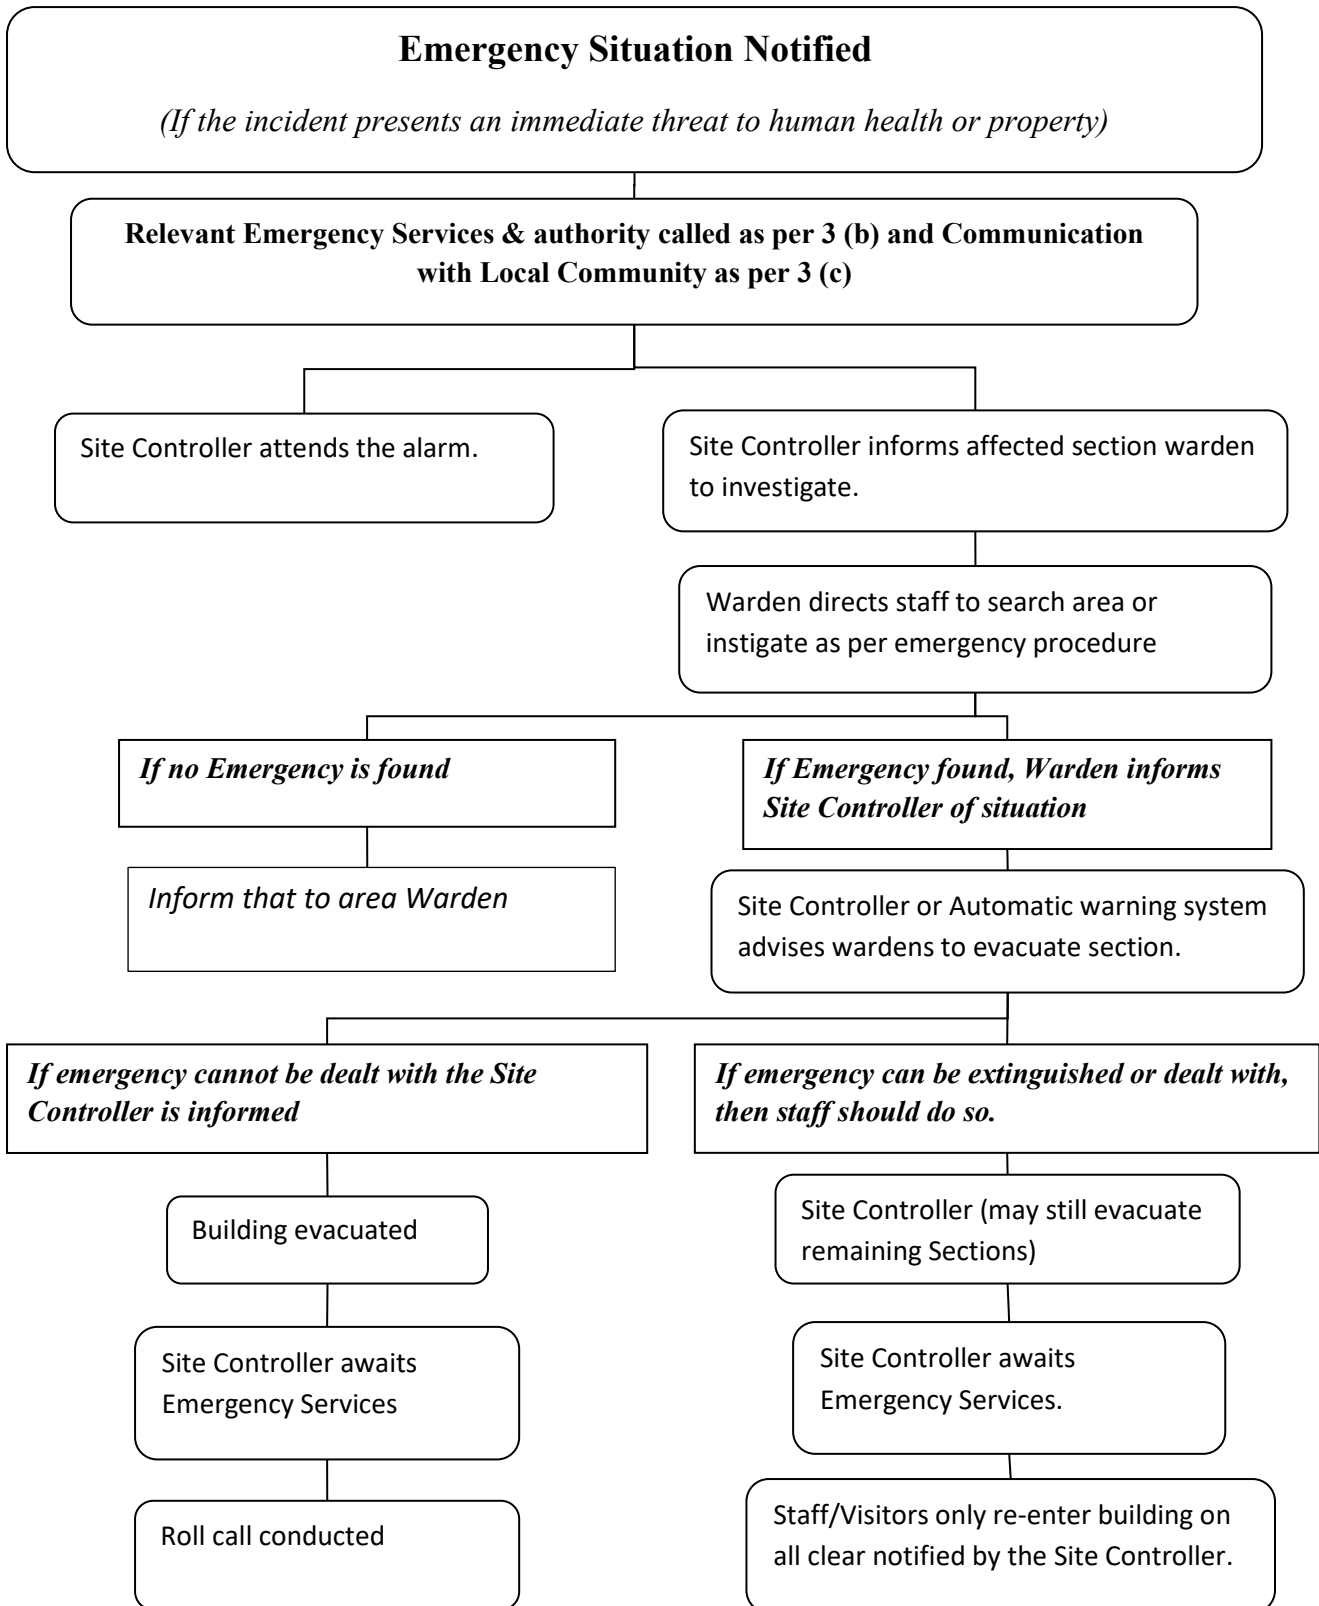 Emergency Situation Notified
(If the incident presents an immediate threat to human health or property)
Relevant Emergency Services & authority called as per 3 (b) and Communication
with Local Community as per 3 (c)
Site Controller attends the alarm.
Site Controller informs affected section warden
to investigate.
Warden directs staff to search area or
instigate as per emergency procedure
If no Emergency is found
If Emergency found, Warden informs
Site Controller of situation
Inform that to area Warden
Site Controller or Automatic warning system
advises wardens to evacuate section.
If emergency cannot be dealt with the Site
Controller is informed
If emergency can be extinguished or dealt with,
then staff should do so.
Building evacuated
Site Controller (may still evacuate
remaining Sections)
Site Controller awaits
Emergency Services
Site Controller awaits
Emergency Services.
Roll call conducted
Staff/Visitors only re-enter building on
all clear notified by the Site Controller.